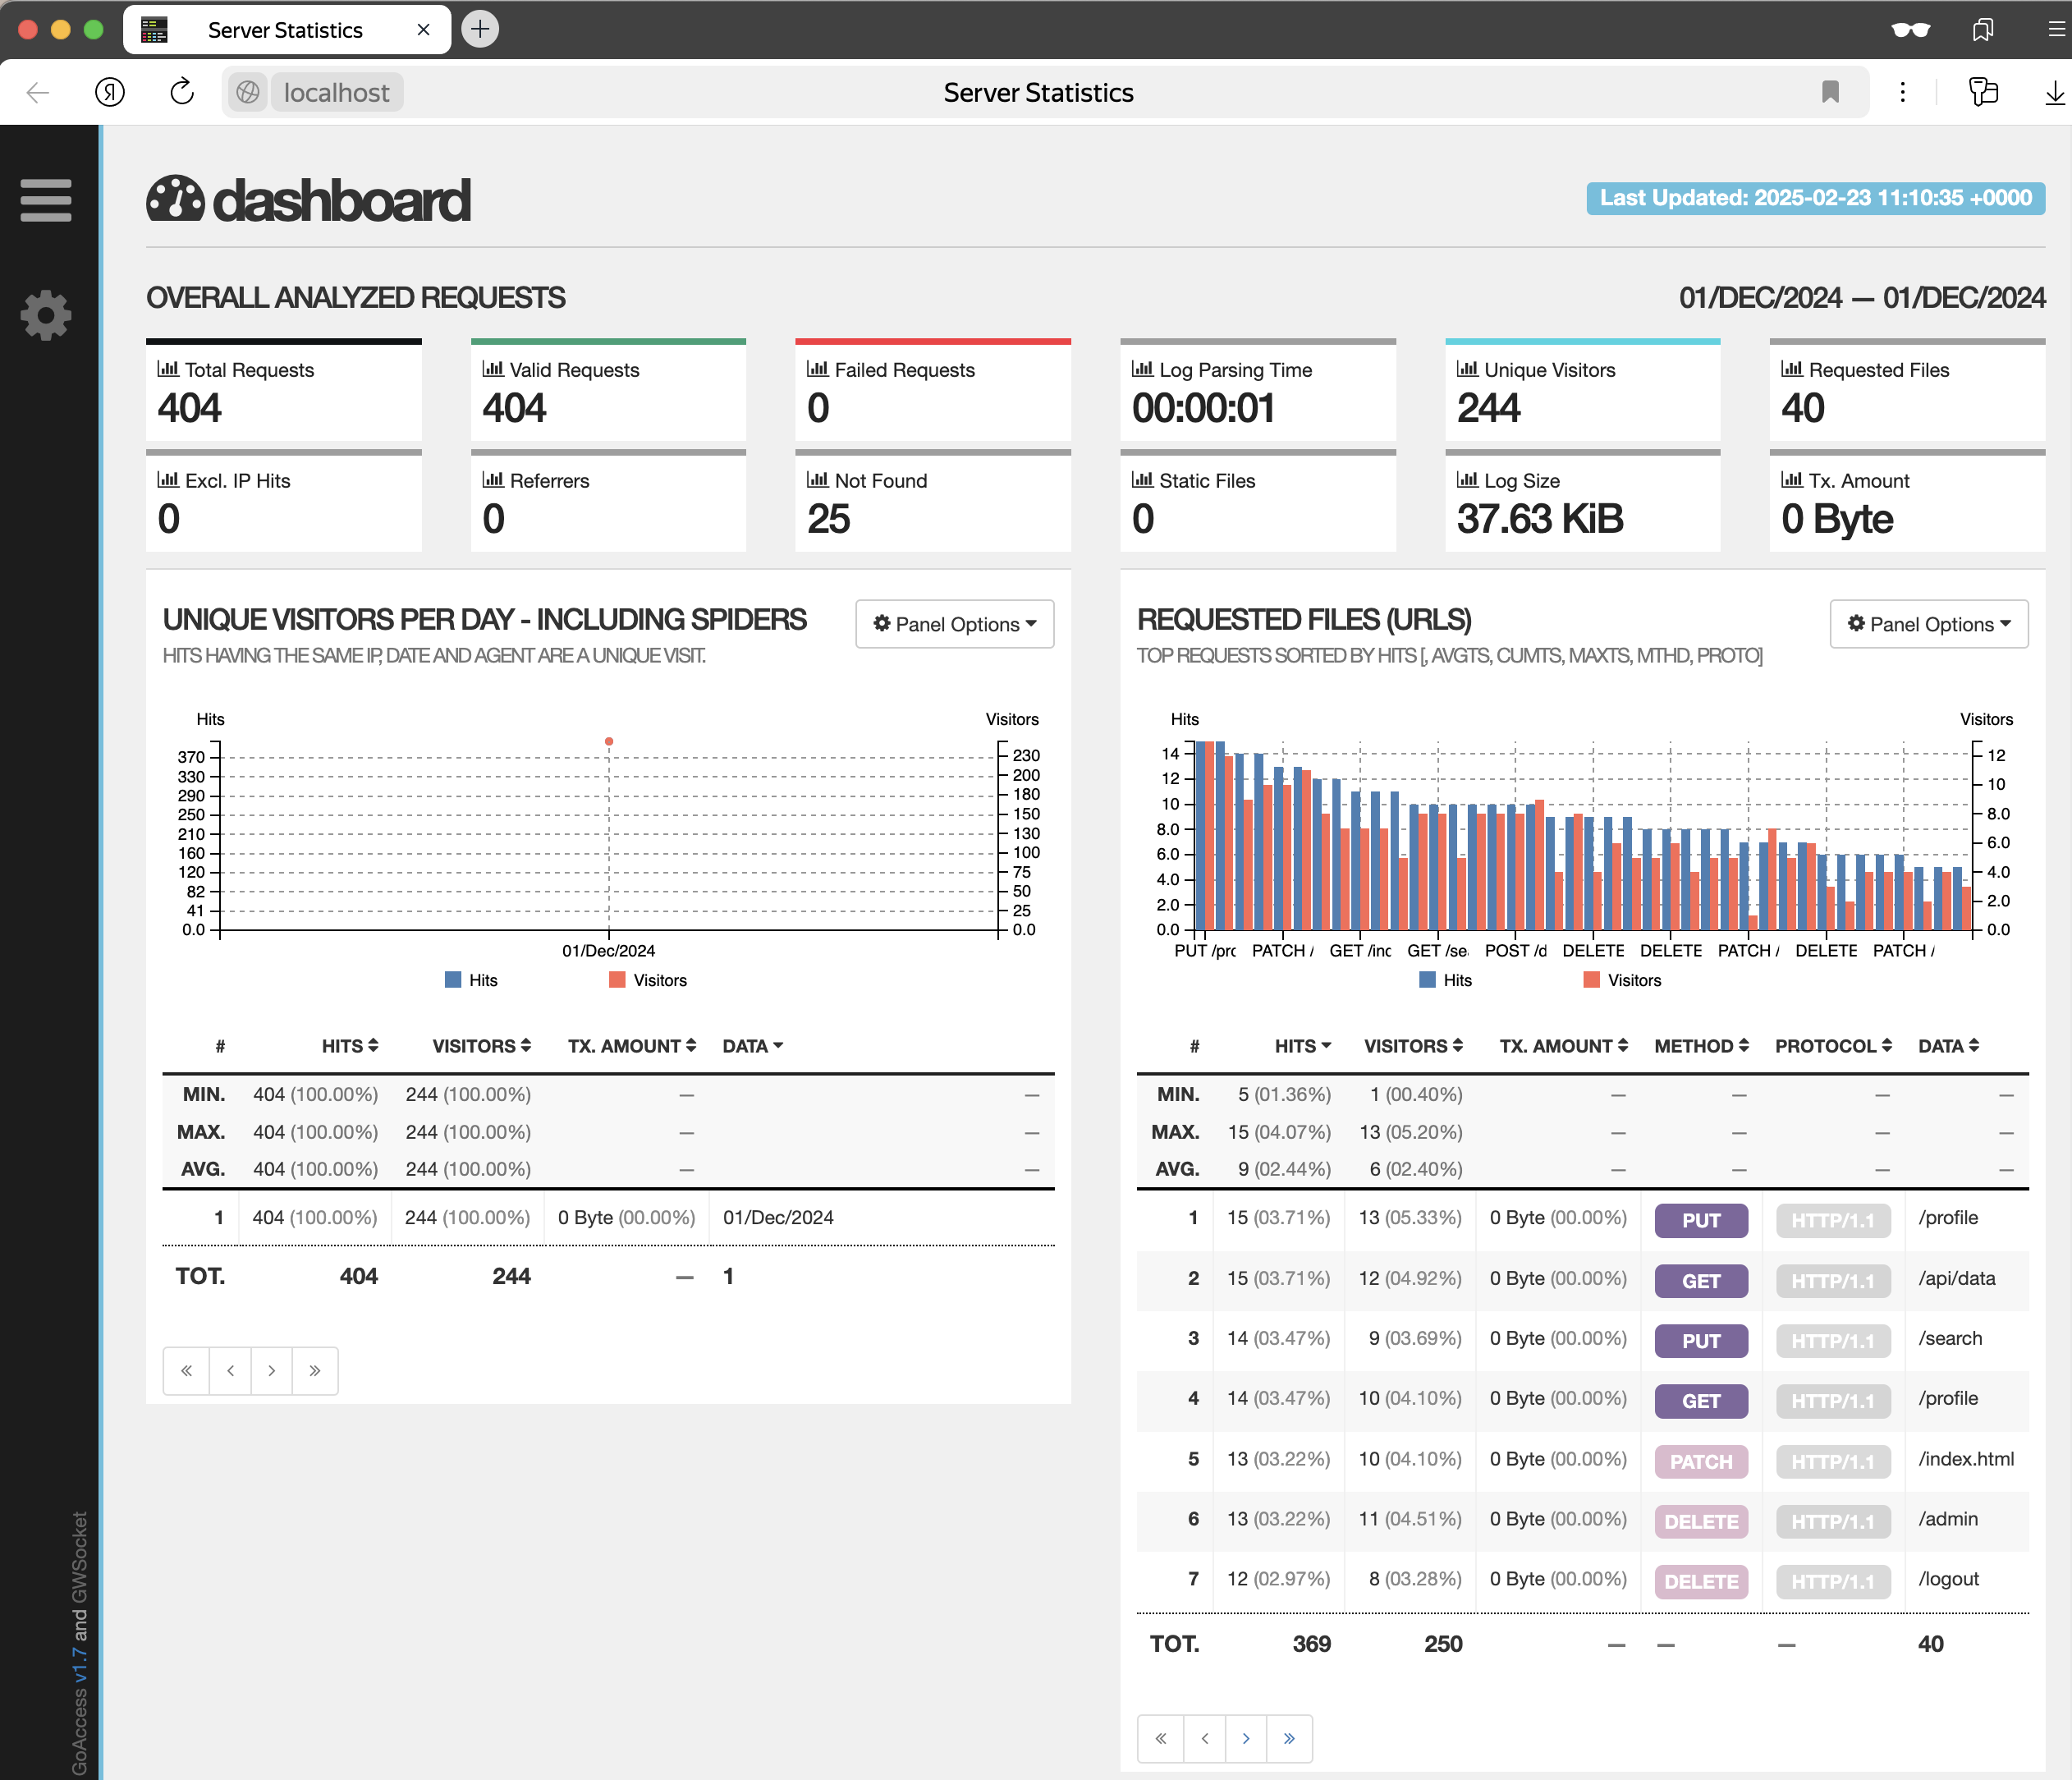 Server Statistics
localhost
Server Statistics
dashboard
Last Updated: 2025-02-23 11:10:35 +0000
OVERALL ANALYZED REQUESTS
01/DEC/2024 — 01/DEC/2024
Total Requests
404
Valid Requests
404
Failed Requests
0
Log Parsing Time
00:00:01
Unique Visitors
244
Requested Files
40
Excl. IP Hits
0
Referrers
0
Not Found
25
Static Files
0
Log Size
37.63 KiB
Tx. Amount
0 Byte
UNIQUE VISITORS PER DAY - INCLUDING SPIDERS
Panel Options
HITS HAVING THE SAME IP, DATE AND AGENT ARE A UNIQUE VISIT.
Hits
Visitors
370
330
290
250
210
160
120
82
41
0.0
230
200
180
150
130
100
75
50
25
0.0
01/Dec/2024
Hits Visitors
# HITS VISITORS TX. AMOUNT DATA
MIN. 404 (100.00%) 244 (100.00%) — —
MAX. 404 (100.00%) 244 (100.00%) — —
AVG. 404 (100.00%) 244 (100.00%) — —
1 404 (100.00%) 244 (100.00%) 0 Byte (00.00%) 01/Dec/2024
TOT. 404 244 — 1
« ‹ › »
REQUESTED FILES (URLS)
Panel Options
TOP REQUESTS SORTED BY HITS [, AVGTS, CUMTS, MAXTS, MTHD, PROTO]
Hits
Visitors
14
12
10
8.0
6.0
4.0
2.0
0.0
12
10
8.0
6.0
4.0
2.0
0.0
PUT /pro PATCH / GET /inc GET /se POST /d DELETE DELETE PATCH / DELETE PATCH /
Hits Visitors
# HITS VISITORS TX. AMOUNT METHOD PROTOCOL DATA
MIN. 5 (01.36%) 1 (00.40%) — — — —
MAX. 15 (04.07%) 13 (05.20%) — — — —
AVG. 9 (02.44%) 6 (02.40%) — — — —
1 15 (03.71%) 13 (05.33%) 0 Byte (00.00%) PUT HTTP/1.1 /profile
2 15 (03.71%) 12 (04.92%) 0 Byte (00.00%) GET HTTP/1.1 /api/data
3 14 (03.47%) 9 (03.69%) 0 Byte (00.00%) PUT HTTP/1.1 /search
4 14 (03.47%) 10 (04.10%) 0 Byte (00.00%) GET HTTP/1.1 /profile
5 13 (03.22%) 10 (04.10%) 0 Byte (00.00%) PATCH HTTP/1.1 /index.html
6 13 (03.22%) 11 (04.51%) 0 Byte (00.00%) DELETE HTTP/1.1 /admin
7 12 (02.97%) 8 (03.28%) 0 Byte (00.00%) DELETE HTTP/1.1 /logout
TOT. 369 250 — — — 40
« ‹ › »
GoAccess v1.7 and GWSocket